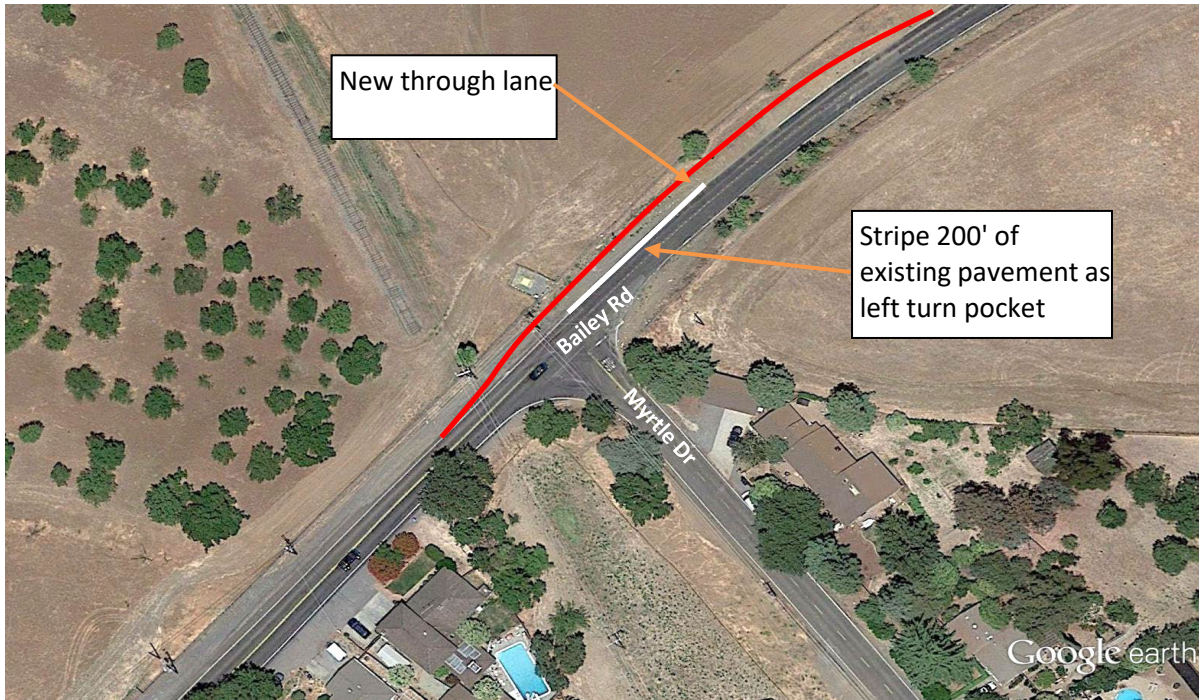 New through lane
Stripe 200' of
existing pavement as
left turn pocket
Bailey Rd
Myrtle Dr
Google earth